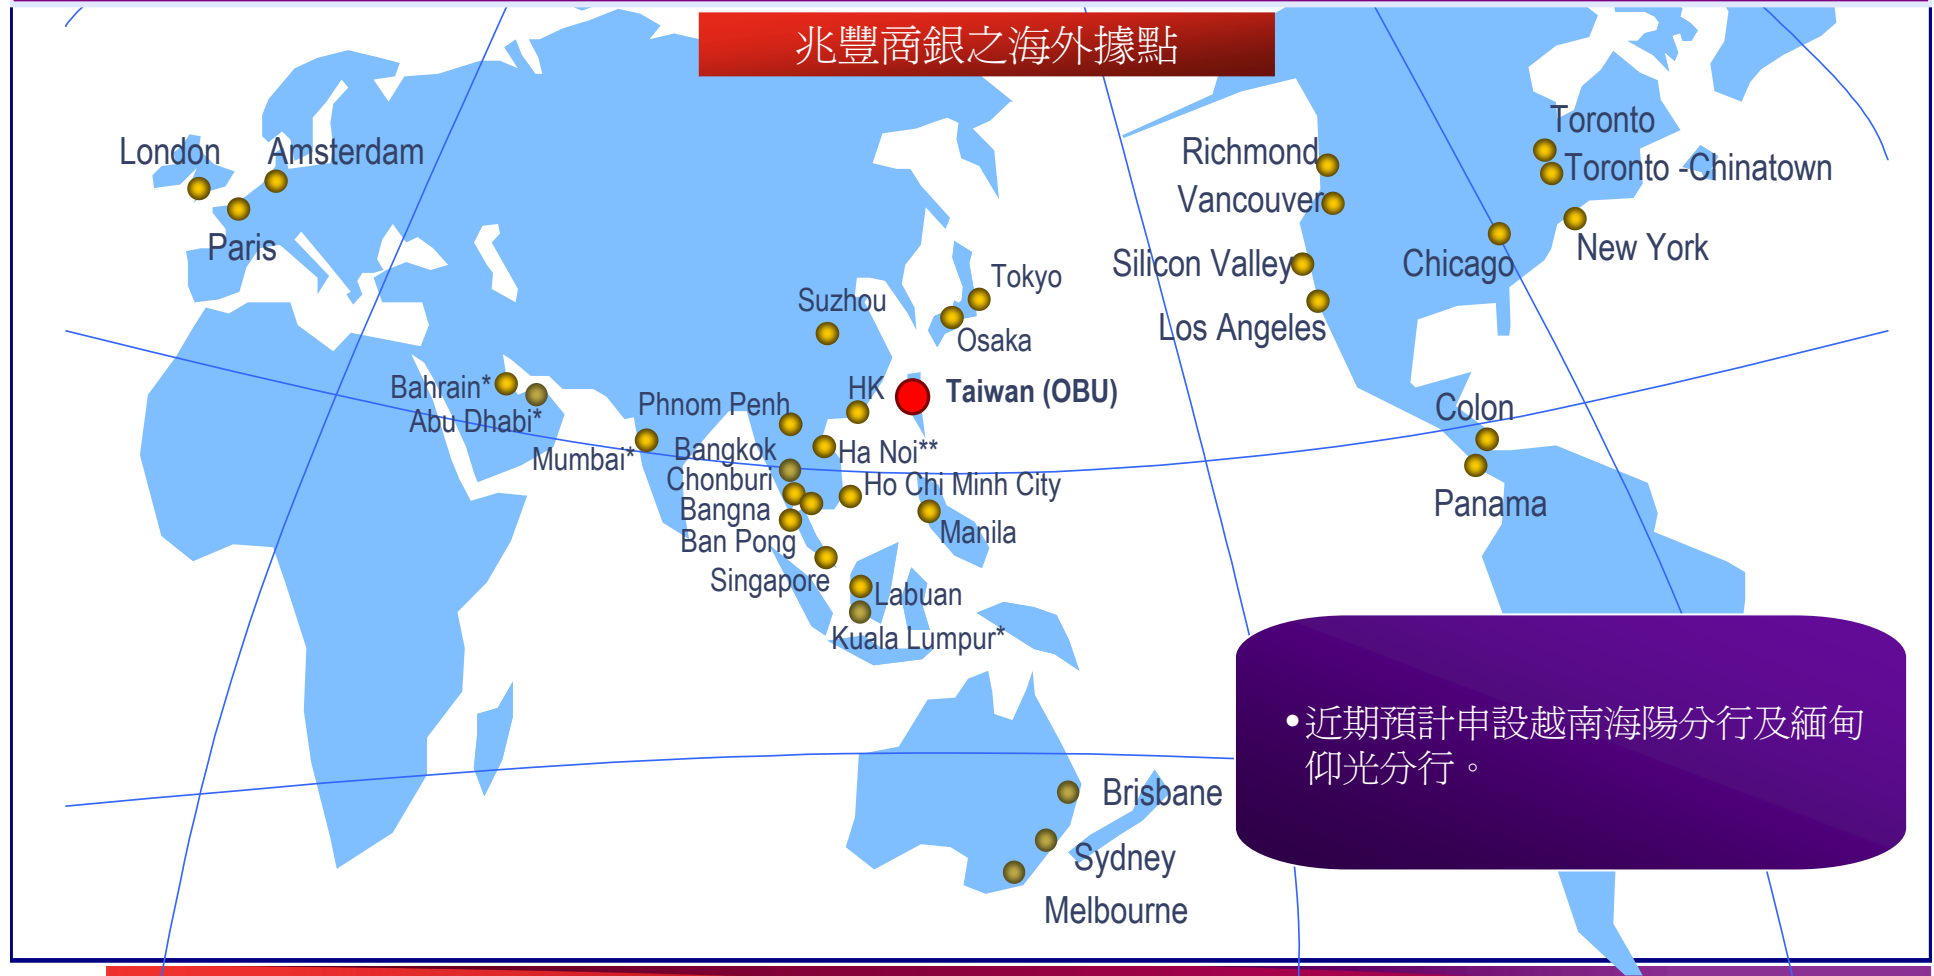 兆豐商銀之海外據點
London
Amsterdam
Paris
Richmond
Vancouver
Silicon Valley
Los Angeles
Toronto
Toronto -Chinatown
New York
Chicago
Tokyo
Osaka
Suzhou
HK
Taiwan (OBU)
Bahrain*
Abu Dhabi*
Mumbai*
Phnom Penh
Bangkok
Chonburi
Bangna
Ban Pong
Ha Noi**
Ho Chi Minh City
Manila
Singapore
Labuan
Kuala Lumpur*
Colon
Panama
•近期預計申設越南海陽分行及緬甸
仰光分行。
Brisbane
Sydney
Melbourne